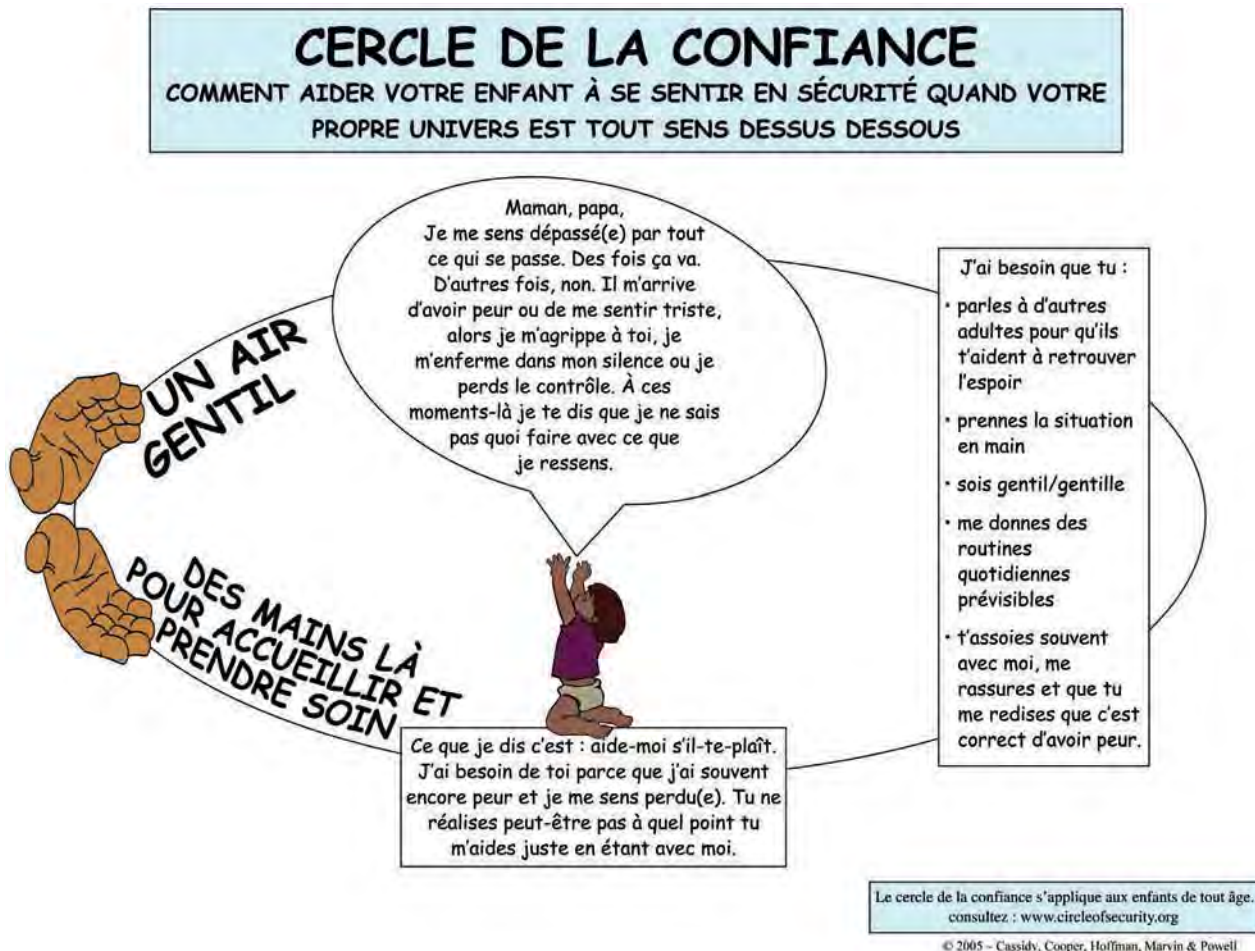 CERCLE DE LA CONFIANCE
COMMENT AIDER VOTRE ENFANT À SE SENTIR EN SÉCURITÉ QUAND VOTRE
PROPRE UNIVERS EST TOUT SENS DESSUS DESSOUS
Maman, papa,
Je me sens dépassé(e) par tout
ce qui se passe. Des fois ça va.
D'autres fois, non. Il m'arrive
d'avoir peur ou de me sentir triste,
alors je m'agrippe à toi, je
m'enferme dans mon silence ou je
perds le contrôle. À ces
moments-là je te dis que je ne sais
pas quoi faire avec ce que
je ressens.
UN AIR
GENTIL
DES MAINS LÀ
POUR ACCUEILLIR ET
PRENDRE SOIN
J'ai besoin que tu :
• parles à d'autres
adultes pour qu'ils
t'aident à retrouver
l'espoir
• prennes la situation
en main
• sois gentil/gentille
• me donnes des
routines
quotidiennes
prévisibles
• t'assoies souvent
avec moi, me
rassures et que tu
me redises que c'est
correct d'avoir peur.
Ce que je dis c'est : aide-moi s'il-te-plaît.
J'ai besoin de toi parce que j'ai souvent
encore peur et je me sens perdu(e). Tu ne
réalises peut-être pas à quel point tu
m'aides juste en étant avec moi.
Le cercle de la confiance s'applique aux enfants de tout âge.
consultez : www.circleofsecurity.org
© 2005 – Cassidy, Cooper, Hoffman, Marvin & Powell